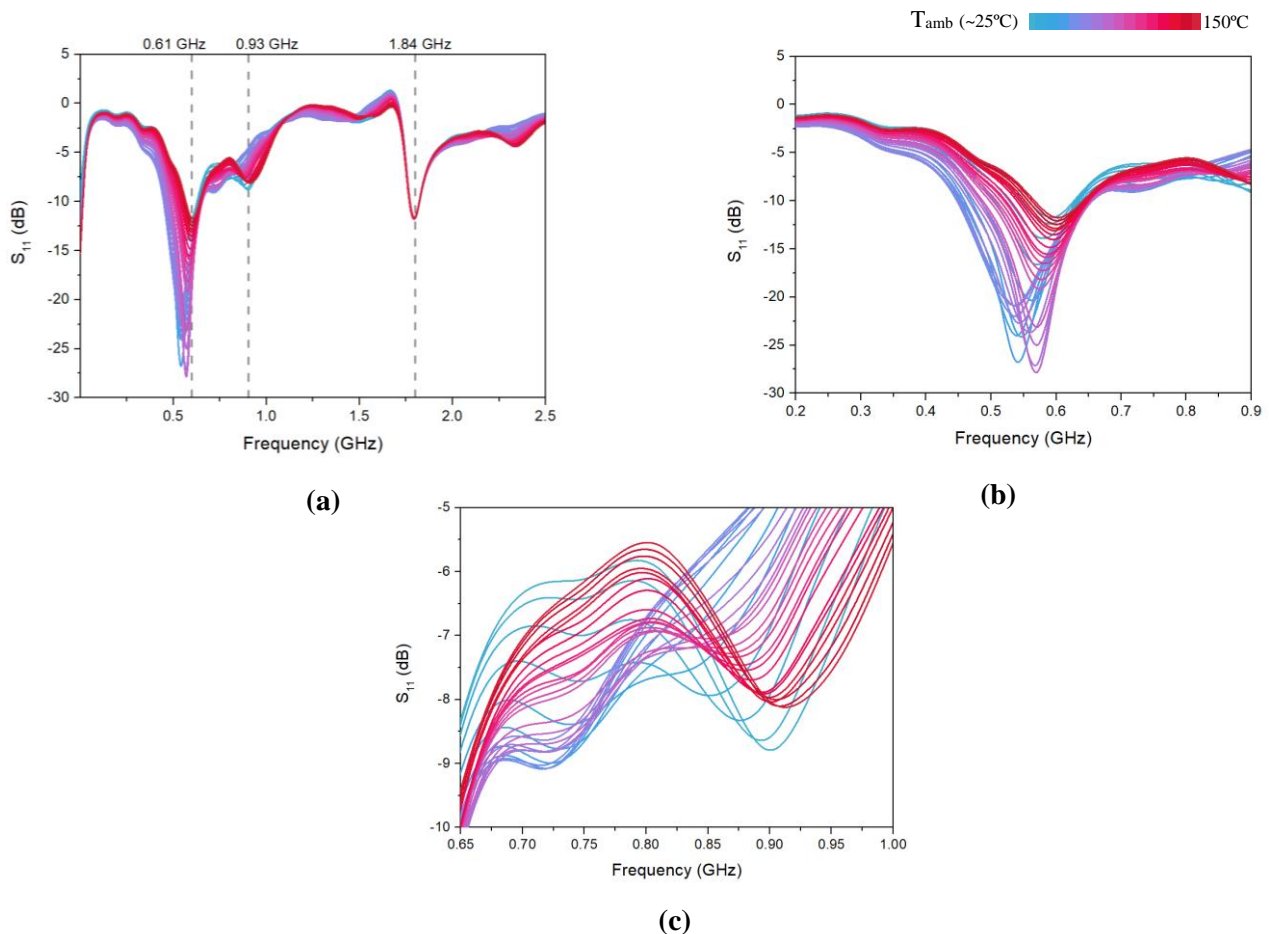 T_amb (~25ºC) 150ºC
0.61 GHz 0.93 GHz 1.84 GHz
5
0
-5
-10
-15
-20
-25
-30
S_11 (dB)
0.5 1.0 1.5 2.0 2.5
Frequency (GHz)
(a)
5
0
-5
-10
-15
-20
-25
-30
S_11 (dB)
0.2 0.3 0.4 0.5 0.6 0.7 0.8 0.9
Frequency (GHz)
(b)
-5
-6
-7
-8
-9
-10
S_11 (dB)
0.65 0.70 0.75 0.80 0.85 0.90 0.95 1.00
Frequency (GHz)
(c)